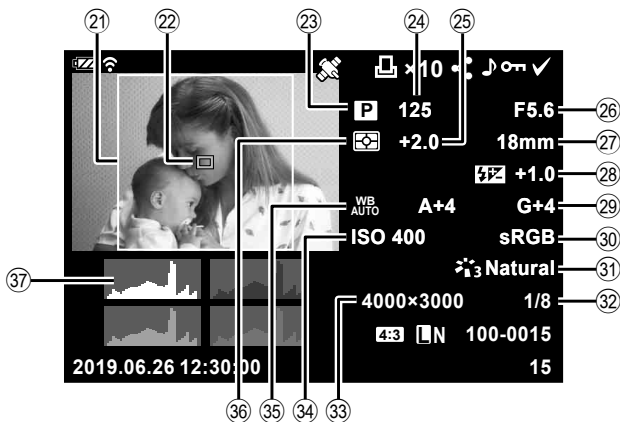 21 22 23 24 25
×10
P 125 F5.6 26
+2.0 18mm 27
+1.0 28
WB AUTO A+4 G+4 29
ISO 400 sRGB 30
3 Natural 31
37
4000×3000 1/8 32
4:3 L N 100-0015
2019.06.26 12:30:00 15
36 35 34 33